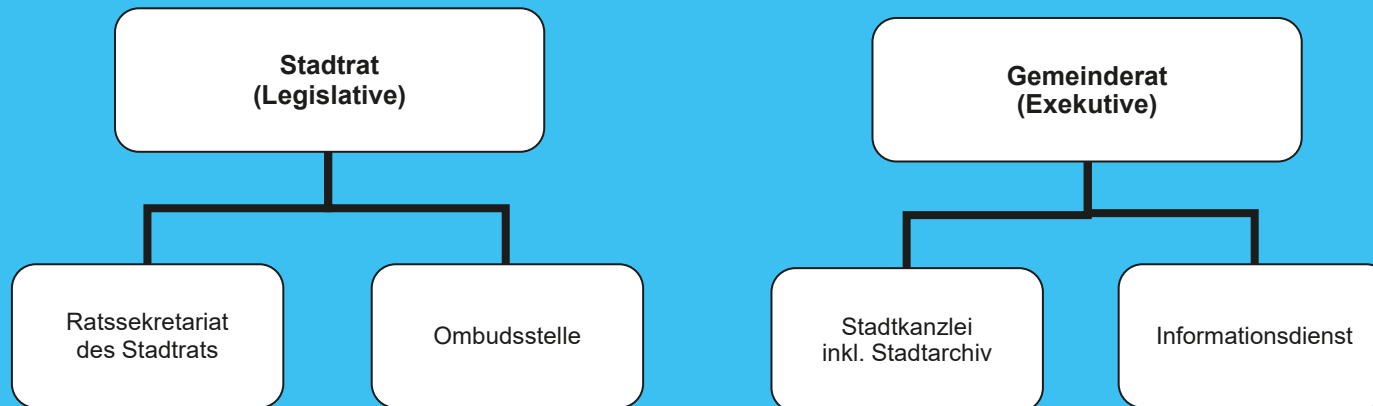 Stadtrat
(Legislative)
Gemeinderat
(Exekutive)
Ratssekretariat
des Stadtrats
Ombudsstelle
Stadtkanzlei
inkl. Stadtarchiv
Informationsdienst